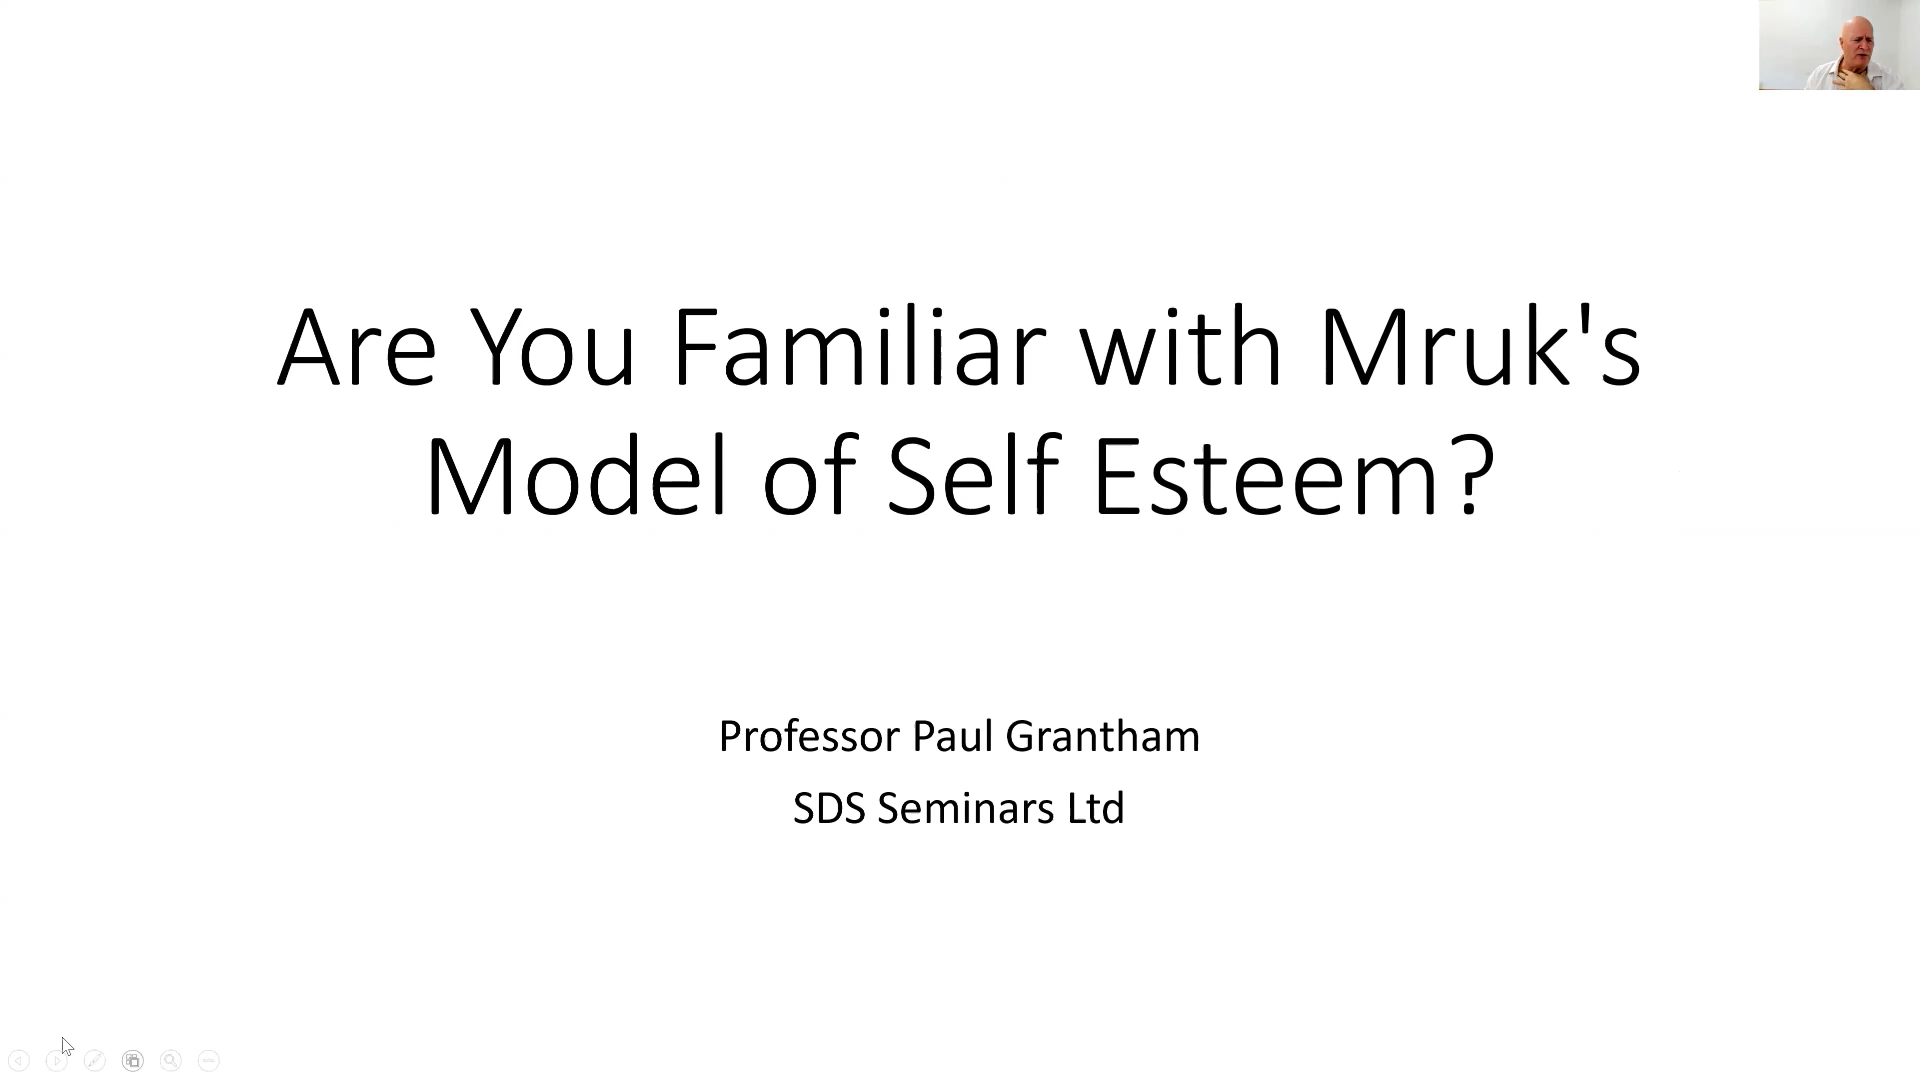 Are You Familiar with Mruk's
Model of Self Esteem?
Professor Paul Grantham
SDS Seminars Ltd